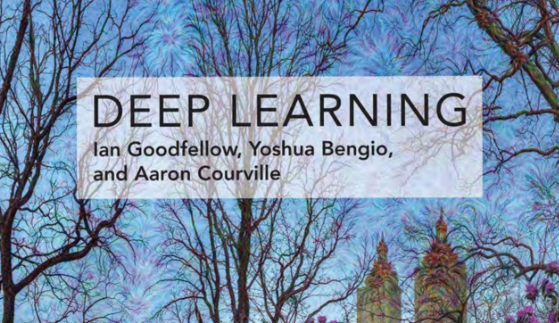 DEEP LEARNING
Ian Goodfellow, Yoshua Bengio,
and Aaron Courville